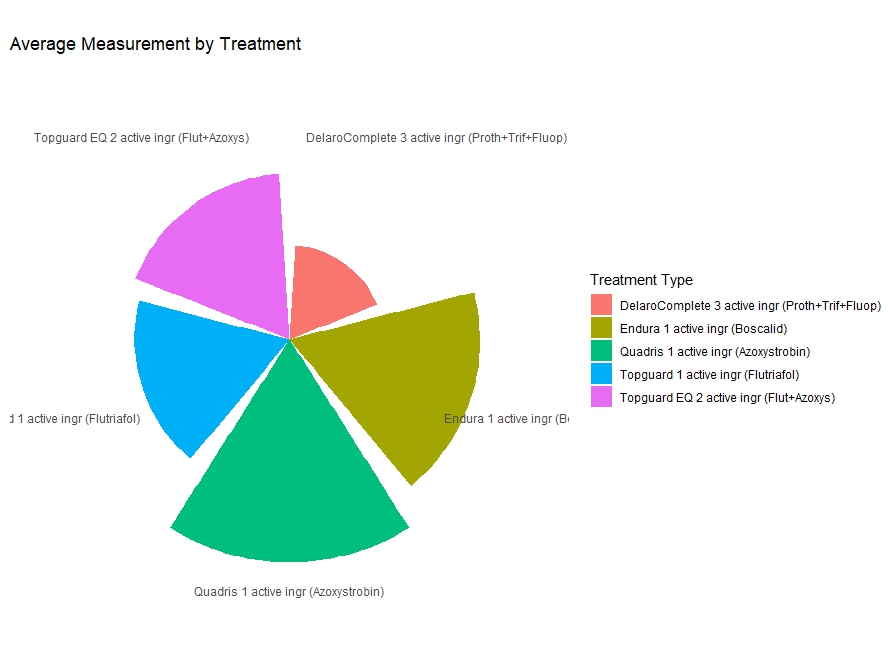 Average Measurement by Treatment
Topguard EQ 2 active ingr (Flut+Azoxys)
DelaroComplete 3 active ingr (Proth+Trif+Fluop)
1 active ingr (Flutriafol)
Endura 1 active ingr
Quadris 1 active ingr (Azoxystrobin)
Treatment Type
DelaroComplete 3 active ingr (Proth+Trif+Fluop)
Endura 1 active ingr (Boscalid)
Quadris 1 active ingr (Azoxystrobin)
Topguard 1 active ingr (Flutriafol)
Topguard EQ 2 active ingr (Flut+Azoxys)